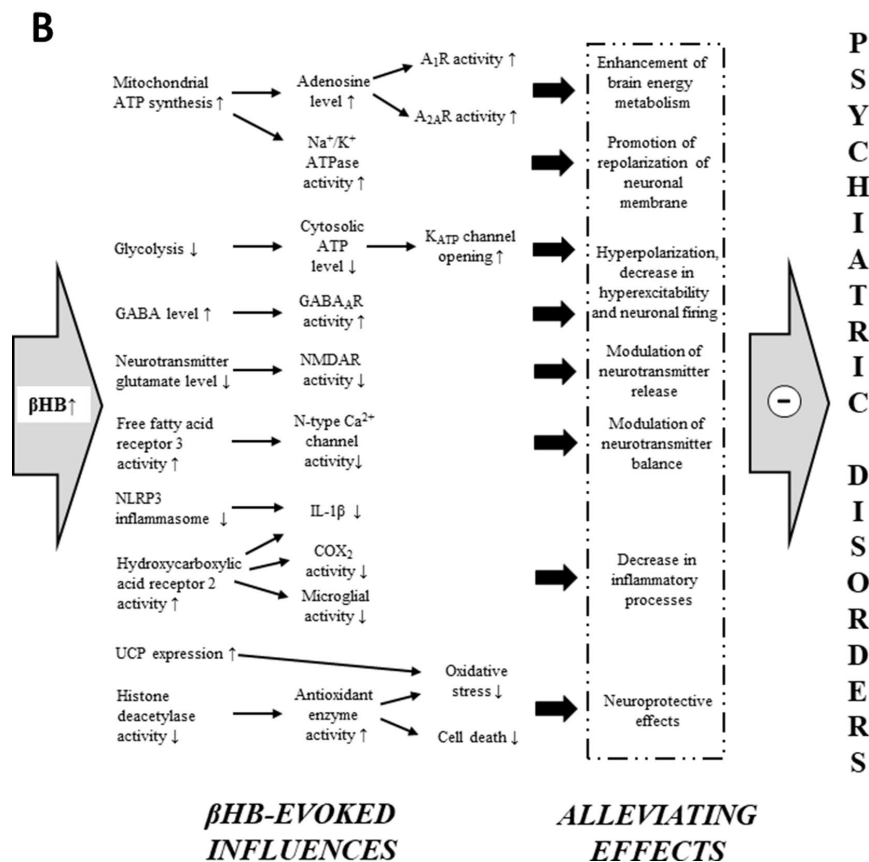 B
Mitochondrial
ATP synthesis ↑
Adenosine
level ↑
A₁R activity ↑
A₂AR activity ↑
Na⁺/K⁺
ATPase
activity ↑
Enhancement of
brain energy
metabolism
Promotion of
repolarization of
neuronal
membrane
Glycolysis ↓
Cytosolic
ATP
level ↓
K_ATP channel
opening ↑
Hyperpolarization,
decrease in
hyperexcitability
and neuronal firing
GABA level ↑
GABA_AR
activity ↑
Neurotransmitter
glutamate level ↓
NMDAR
activity ↓
Modulation of
neurotransmitter
release
βHB↑
Free fatty acid
receptor 3
activity ↑
N-type Ca²⁺
channel
activity↓
Modulation of
neurotransmitter
balance
−
NLRP3
inflammasome ↓
IL-1β ↓
Hydroxycarboxylic
acid receptor 2
activity ↑
COX₂
activity ↓
Microglial
activity ↓
Decrease in
inflammatory
processes
UCP expression ↑
Oxidative
stress ↓
Histone
deacetylase
activity ↓
Antioxidant
enzyme
activity ↑
Cell death ↓
Neuroprotective
effects
PSYCHIATRIC DISORDERS
βHB-EVOKED
INFLUENCES
ALLEVIATING
EFFECTS